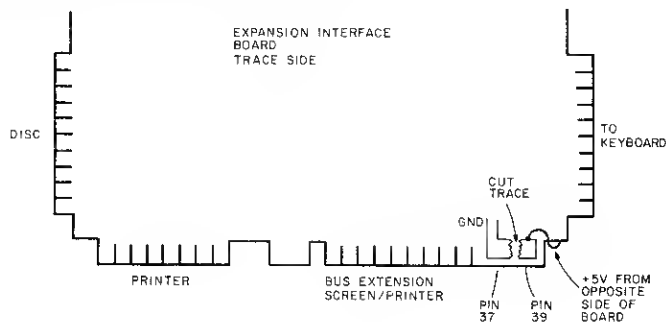 EXPANSION INTERFACE
BOARD
TRACE SIDE
DISC
TO
KEYBOARD
CUT
TRACE
GND
PRINTER
BUS EXTENSION
SCREEN/PRINTER
PIN
37
PIN
39
+5V FROM
OPPOSITE
SIDE OF
BOARD